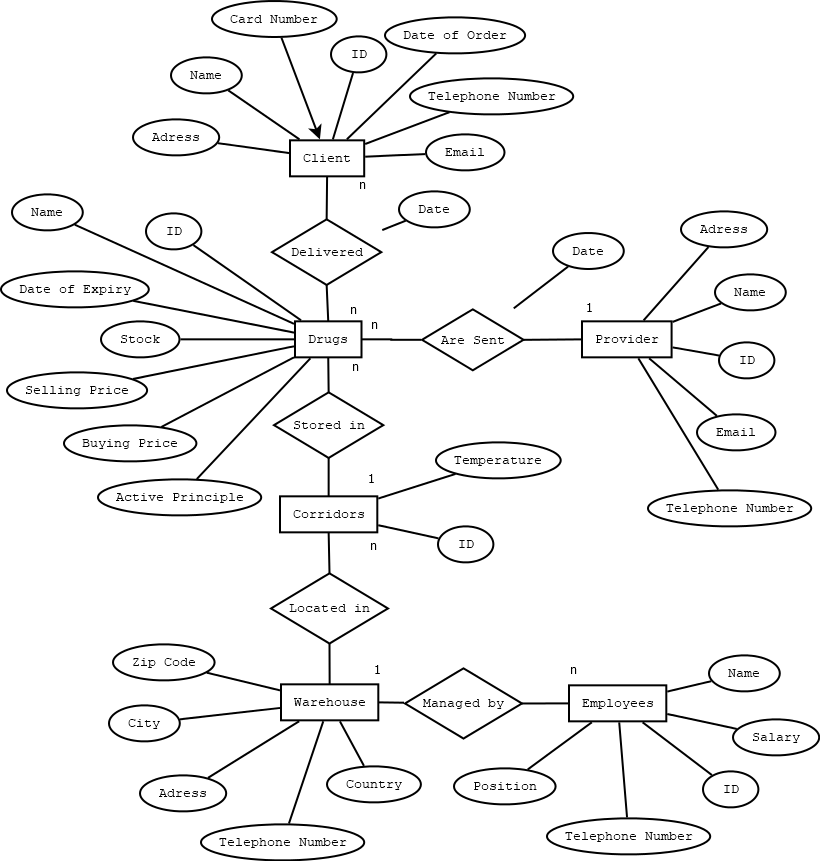 Card Number
Date of Order
ID
Name
Telephone Number
Adress
Email
Client
n
Name
Date
ID
Adress
Delivered
Date
Date of Expiry
Name
n
1
n
Stock
Drugs
Are Sent
Provider
ID
n
Selling Price
Stored in
Email
Buying Price
Temperature
1
Active Principle
Telephone Number
Corridors
n
ID
Located in
Zip Code
1
n
Name
Warehouse
Managed by
Employees
City
Salary
Adress
Country
Position
ID
Telephone Number
Telephone Number